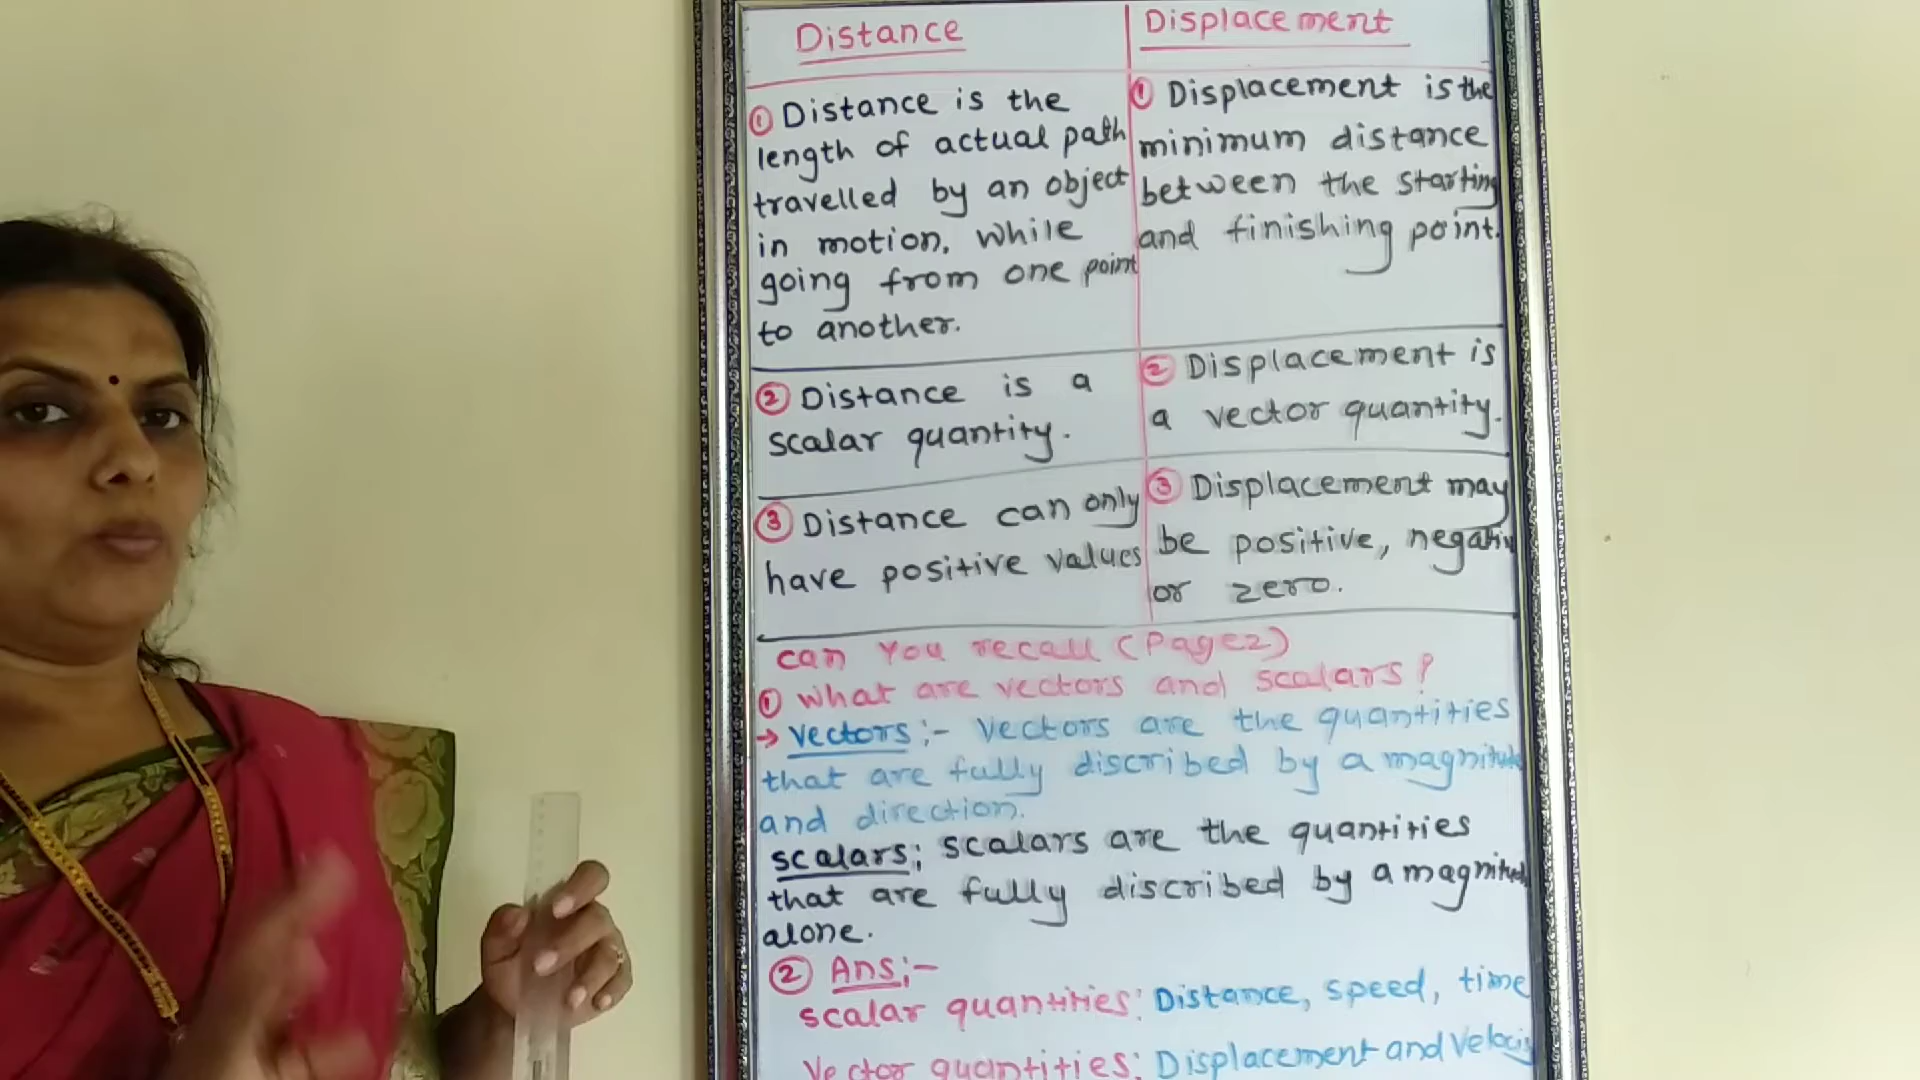 Distance
① Distance is the
length of actual path
travelled by an object
in motion, while
going from one point
to another.
② Distance is a
scalar quantity.
③ Distance can only
have positive values
Displacement
① Displacement is the
minimum distance
between the starting
and finishing point.
② Displacement is
a vector quantity.
③ Displacement may
be positive, negativ
or zero.
can You recall (Page2)
① what are vectors and scalars?
→ vectors :- vectors are the quantities
that are fully discribed by a magnitude
and direction.
scalars; scalars are the quantities
that are fully discribed by a magnitud
alone.
② Ans:-
scalar quantities: Distance, speed, time
Vector quantities: Displacement and velocity